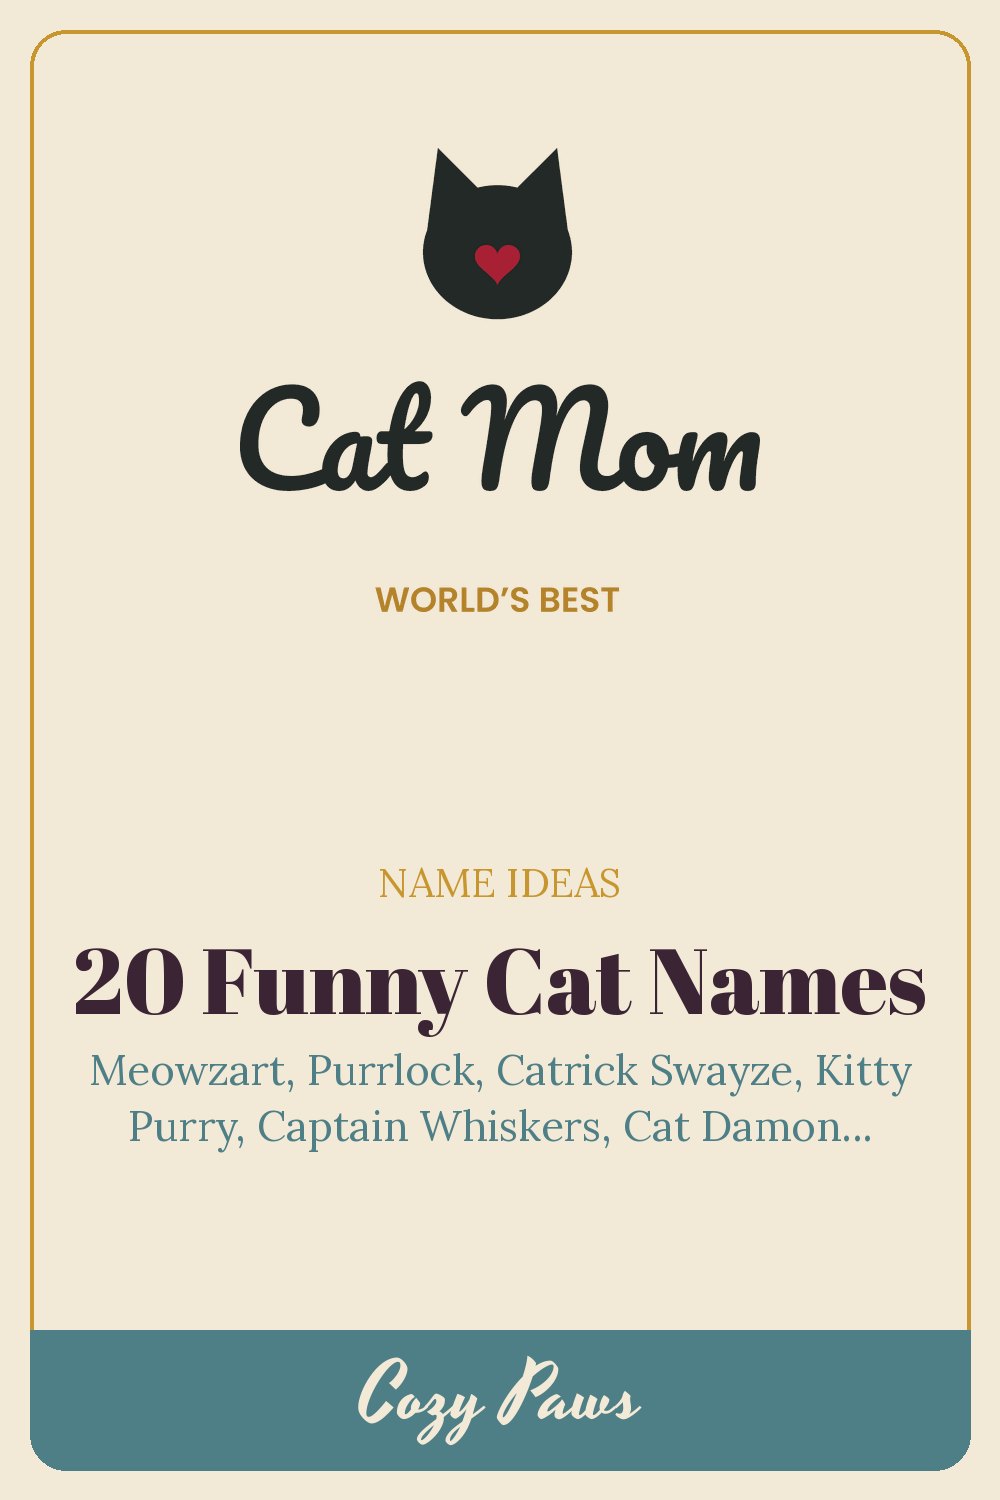 Cat Mom
WORLD’S BEST
NAME IDEAS
20 Funny Cat Names
Meowzart, Purrlock, Catrick Swayze, Kitty
Purry, Captain Whiskers, Cat Damon...
Cozy Paws